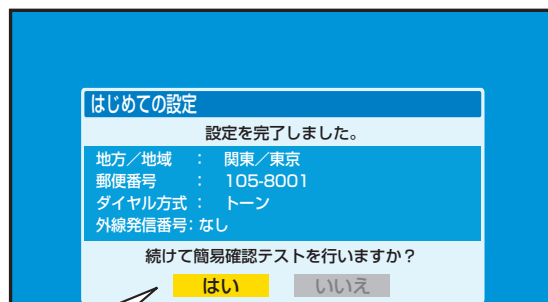 はじめての設定
設定を完了しました。
地方／地域　：　関東／東京
郵便番号　：　105-8001
ダイヤル方式：　トーン
外線発信番号：なし
続けて簡易確認テストを行いますか？
はい　いいえ